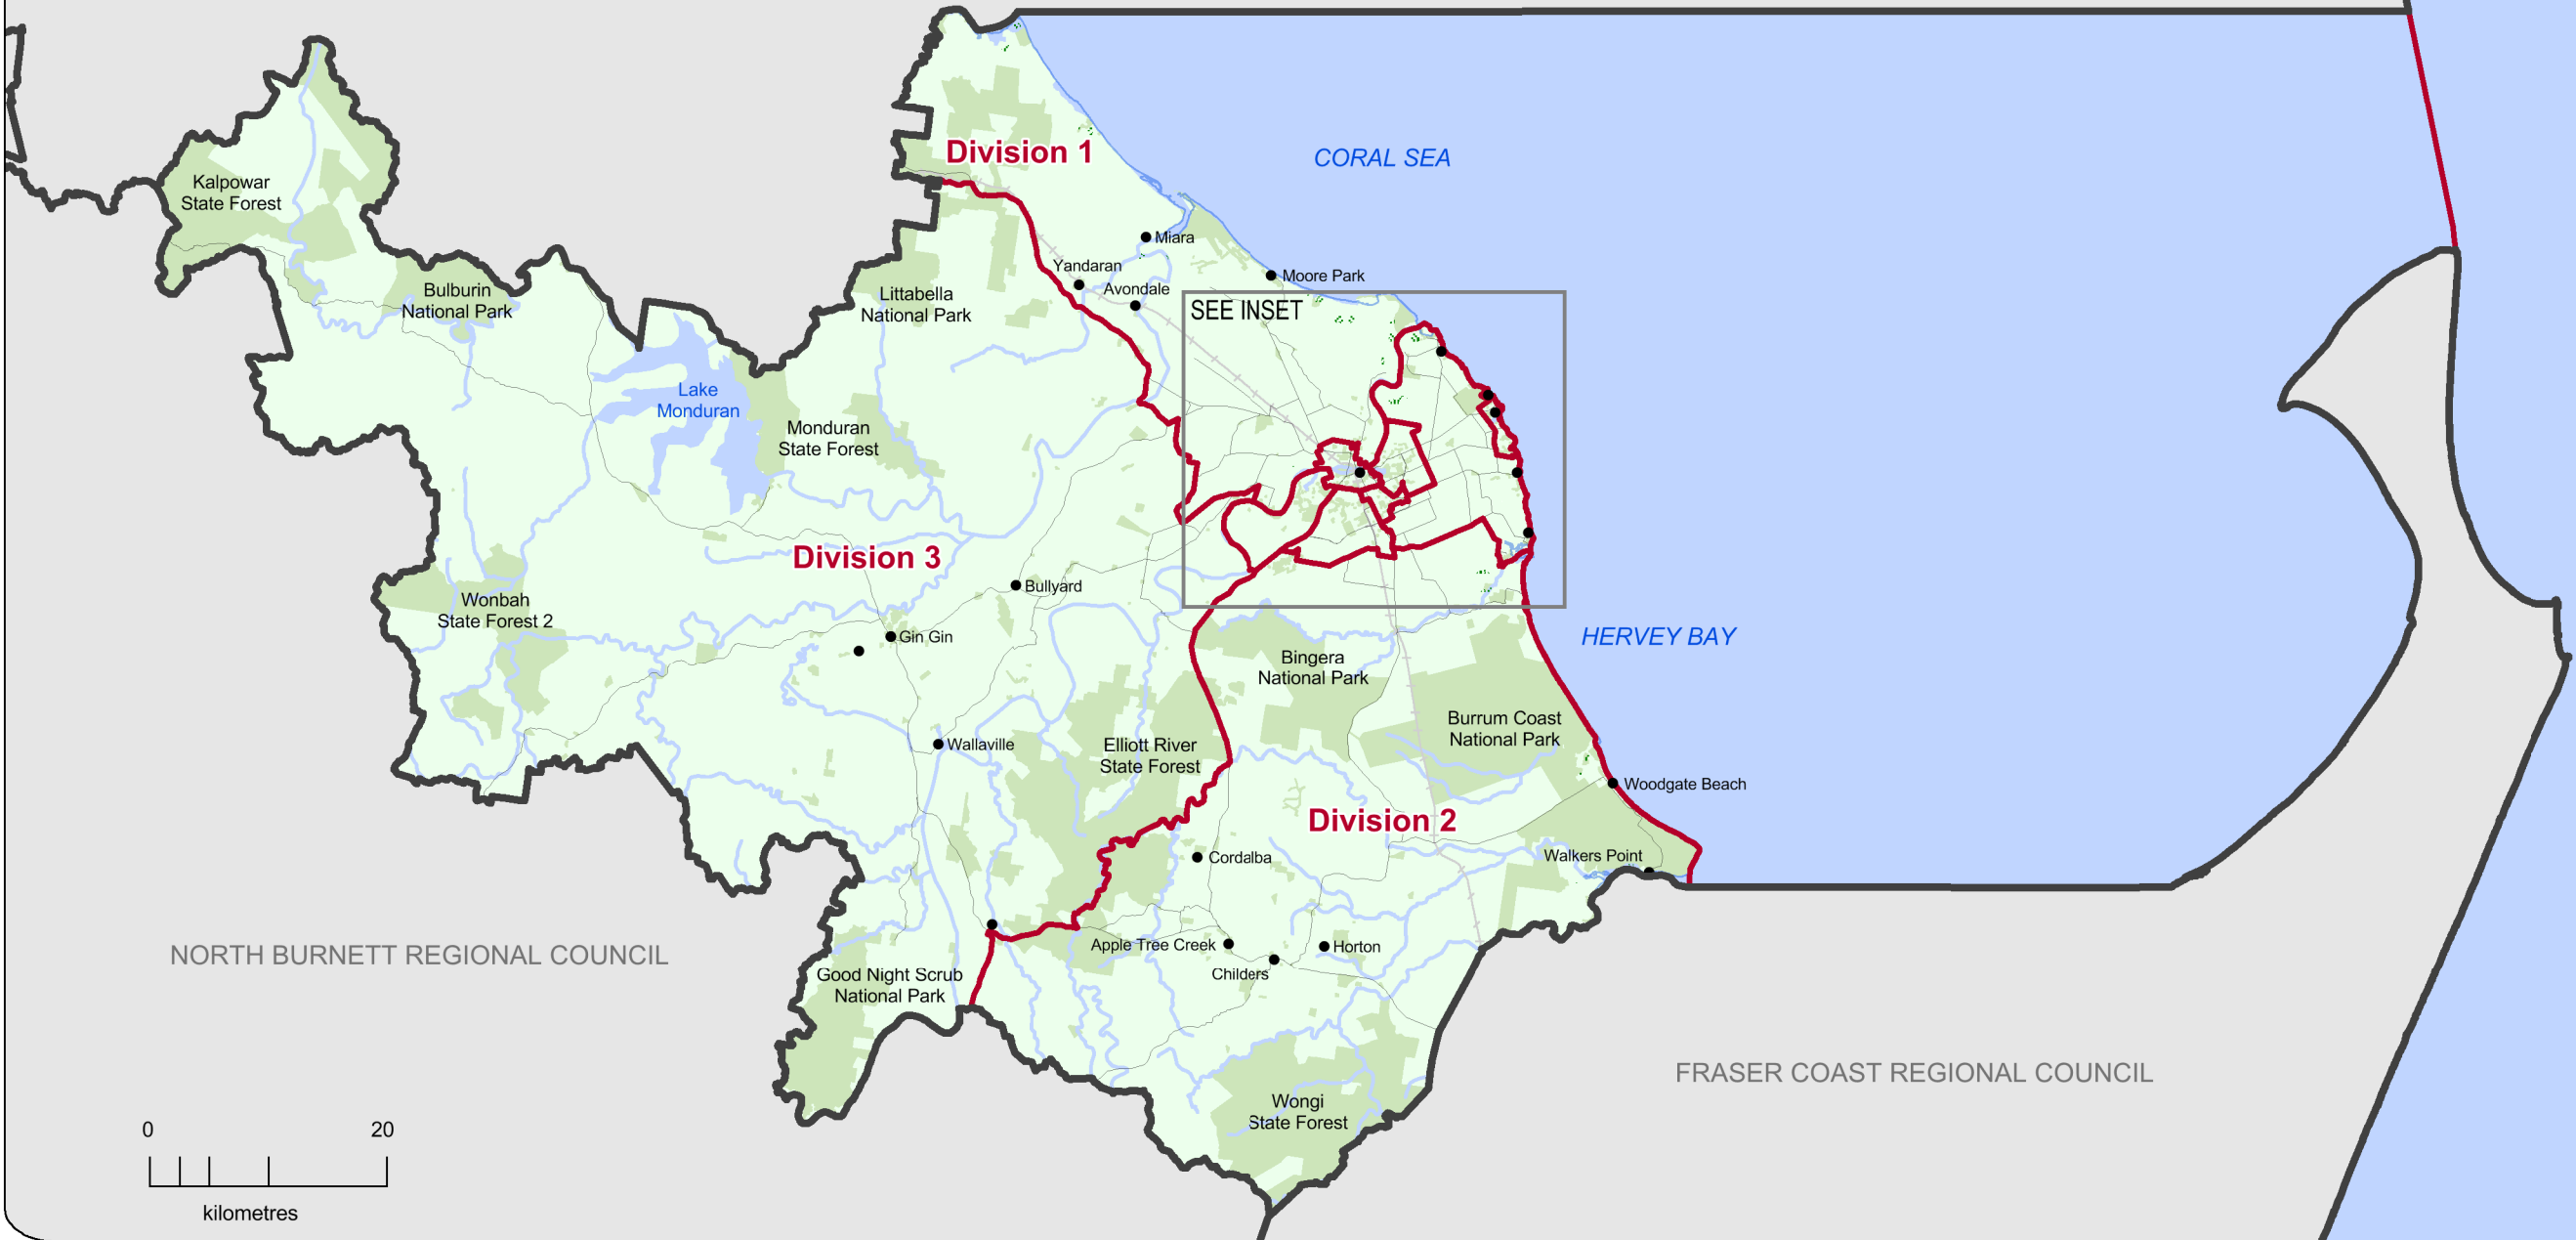 Division 1
CORAL SEA
Kalpowar
State Forest
Miara
Yandaran
Moore Park
Avondale
Bulburin
National Park
Littabella
National Park
SEE INSET
Lake
Monduran
Monduran
State Forest
Division 3
Bullyard
Wonbah
State Forest 2
Gin Gin
HERVEY BAY
Bingera
National Park
Burrum Coast
National Park
Wallaville
Elliott River
State Forest
Woodgate Beach
Division 2
Cordalba
Walkers Point
Apple Tree Creek
Horton
Childers
NORTH BURNETT REGIONAL COUNCIL
Good Night Scrub
National Park
FRASER COAST REGIONAL COUNCIL
Wongi
State Forest
0 20
kilometres